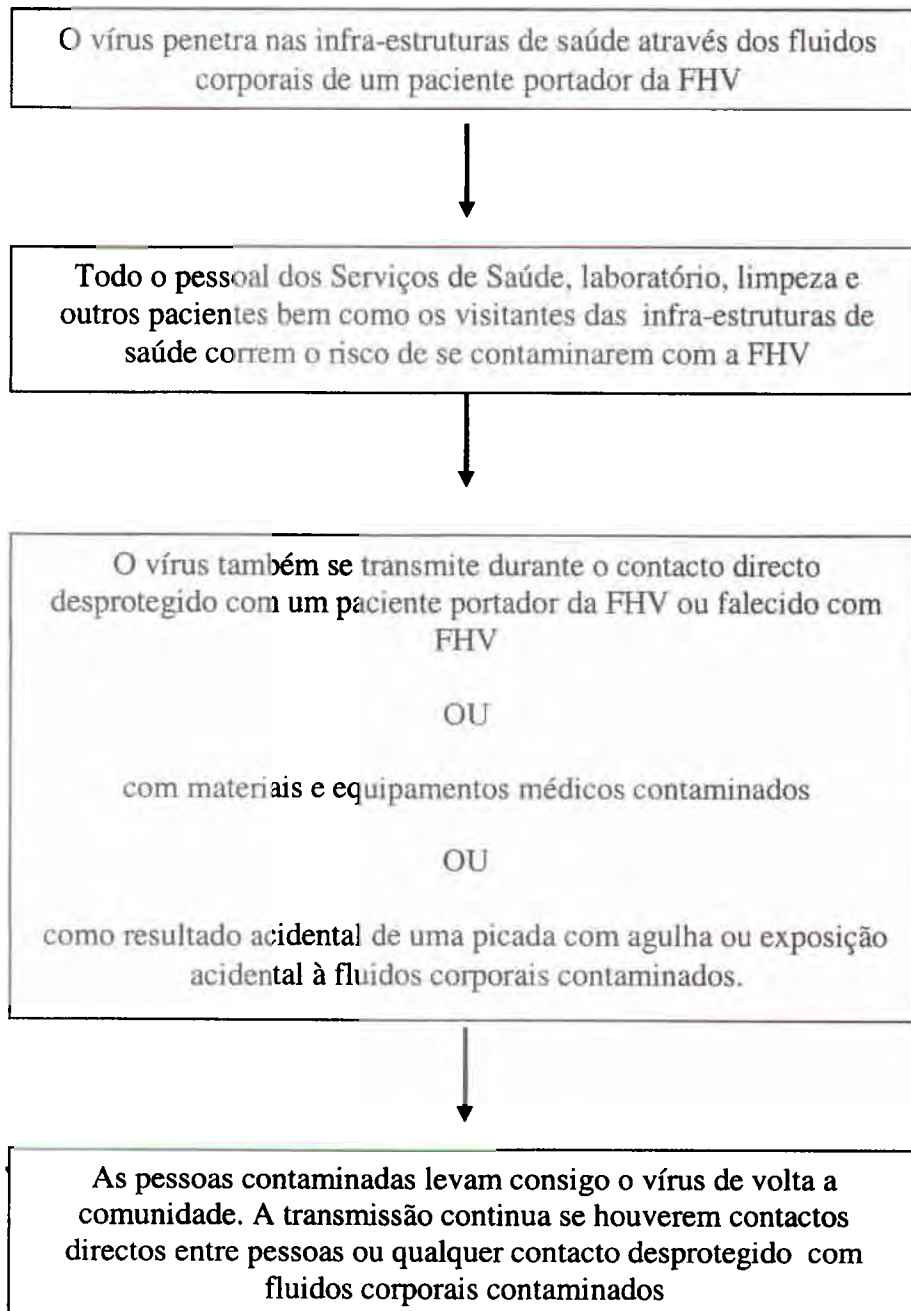 O vírus penetra nas infra-estruturas de saúde através dos fluidos
corporais de um paciente portador da FHV
Todo o pessoal dos Serviços de Saúde, laboratório, limpeza e
outros pacientes bem como os visitantes das infra-estruturas de
saúde correm o risco de se contaminarem com a FHV
O vírus também se transmite durante o contacto directo
desprotegido com um paciente portador da FHV ou falecido com
FHV
OU
com materiais e equipamentos médicos contaminados
OU
como resultado acidental de uma picada com agulha ou exposição
acidental à fluidos corporais contaminados.
As pessoas contaminadas levam consigo o vírus de volta a
comunidade. A transmissão continua se houverem contactos
directos entre pessoas ou qualquer contacto desprotegido com
fluidos corporais contaminados